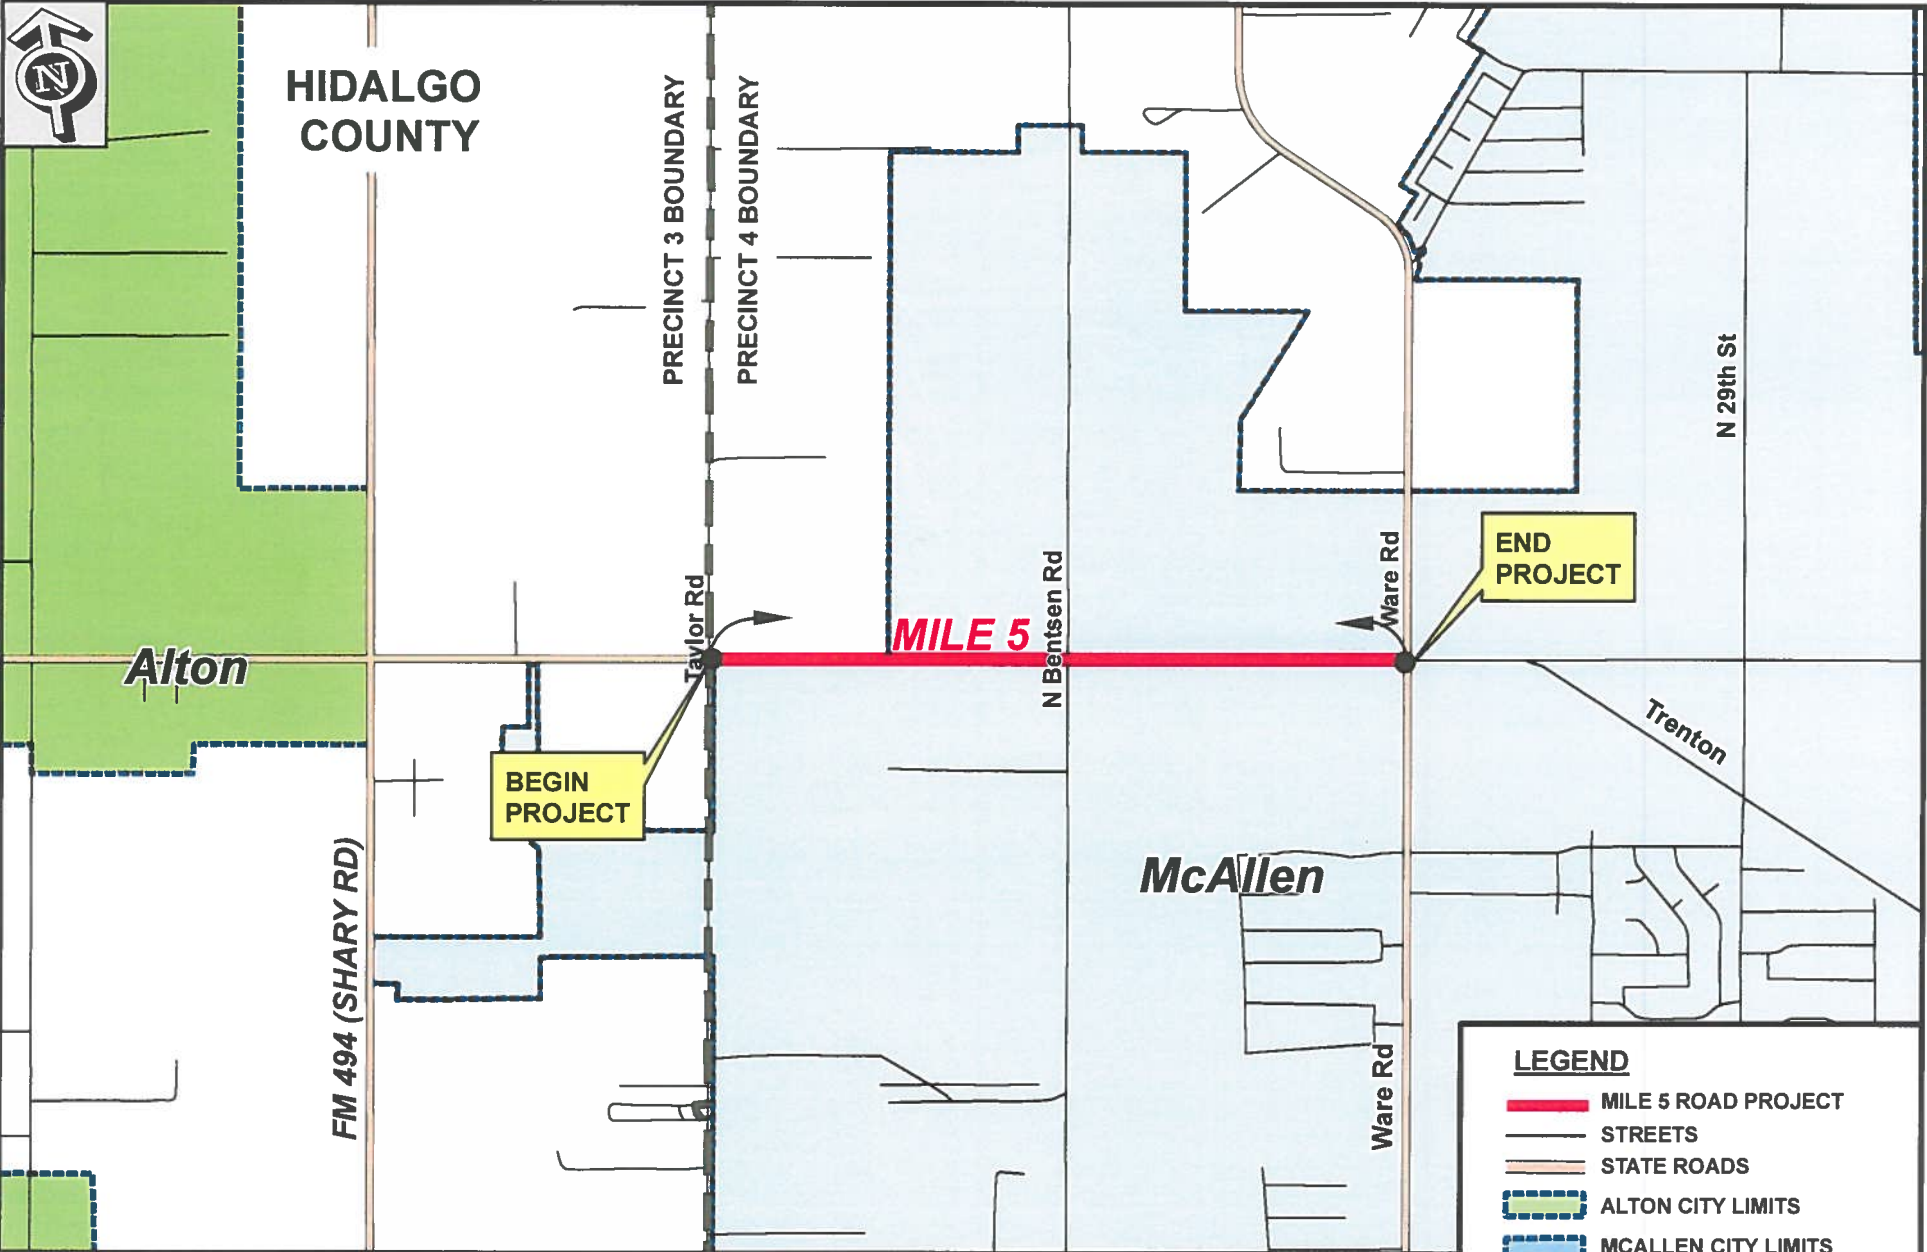 N
HIDALGO
COUNTY
PRECINCT 3 BOUNDARY
PRECINCT 4 BOUNDARY
N 29th St
END
PROJECT
Ware Rd
N Bentsen Rd
Taylor Rd
MILE 5
Alton
Trenton
BEGIN
PROJECT
McAllen
FM 494 (SHARY RD)
Ware Rd
LEGEND
MILE 5 ROAD PROJECT
STREETS
STATE ROADS
ALTON CITY LIMITS
MCALLEN CITY LIMITS